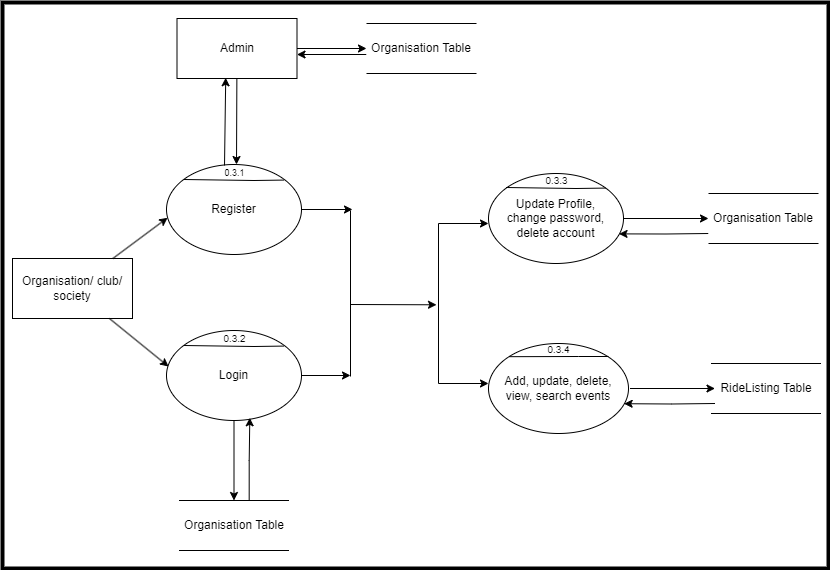 Admin
Organisation Table
0.3.1
Register
0.3.3
Update Profile,
change password,
delete account
Organisation Table
Organisation/ club/
society
0.3.2
Login
0.3.4
Add, update, delete,
view, search events
RideListing Table
Organisation Table